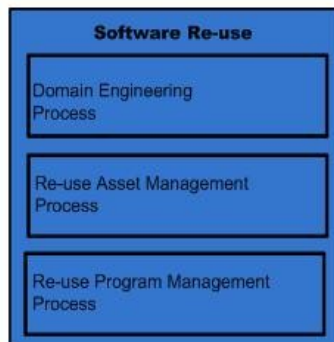 Software Re-use
Domain Engineering
Process
Re-use Asset Management
Process
Re-use Program Management
Process